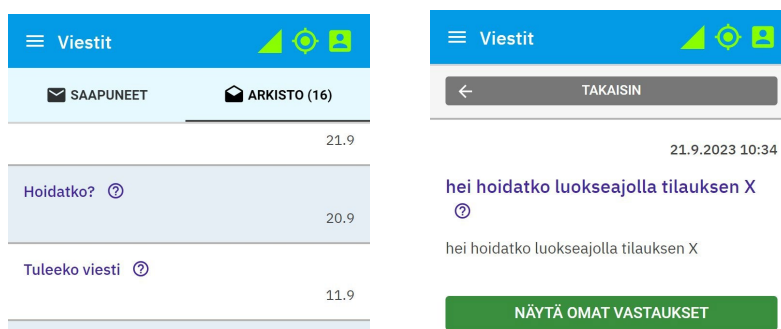 Viestit
SAAPUNEET
ARKISTO (16)
21.9
Hoidatko?
20.9
Tuleeko viesti
11.9
Viestit
TAKAISIN
21.9.2023 10:34
hei hoidatko luokseajolla tilauksen X
hei hoidatko luokseajolla tilauksen X
NÄYTÄ OMAT VASTAUKSET